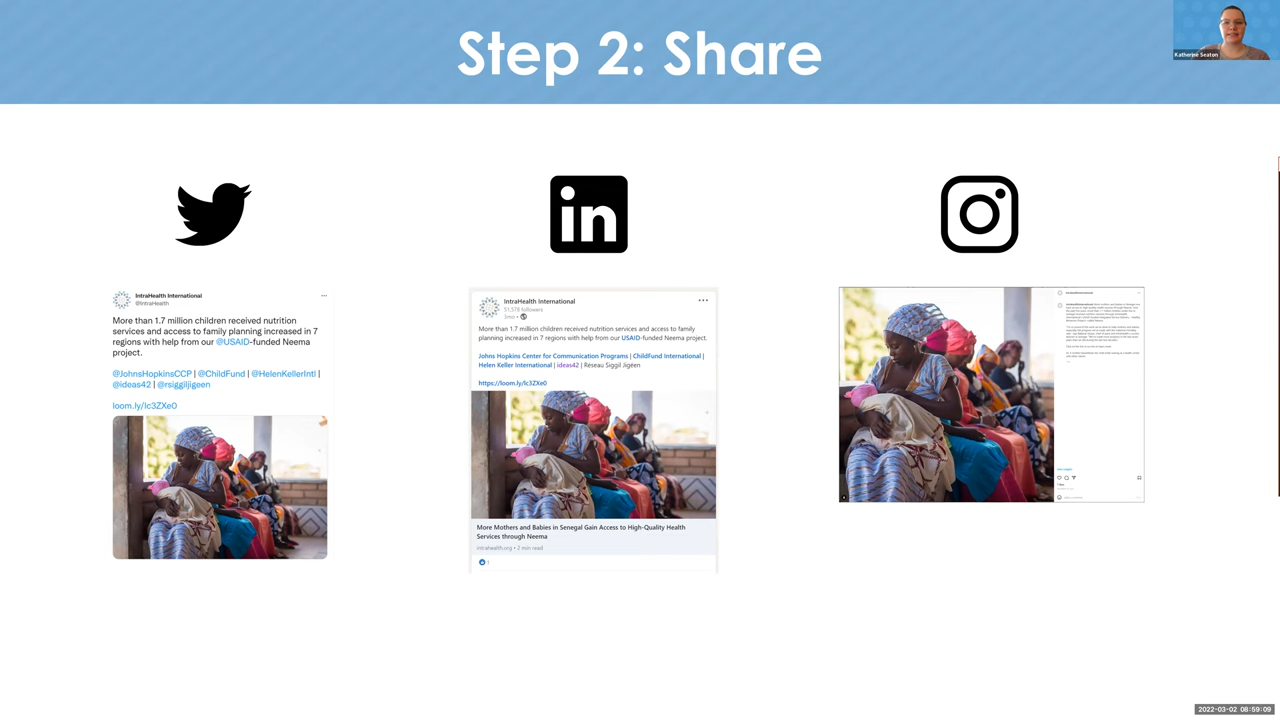 Step 2: Share
Katherine Seaton
in
IntraHealth International
@IntraHealth
More than 1.7 million children received nutrition
services and access to family planning increased in 7
regions with help from our @USAID-funded Neema
project.
@JohnsHopkinsCCP | @ChildFund | @HelenKellerIntl |
@ideas42 | @rsiggiljigeen
loom.ly/lc3ZXe0
IntraHealth International
51,578 followers
3mo •
More than 1.7 million children received nutrition services and access to family
planning increased in 7 regions with help from our USAID-funded Neema project.
Johns Hopkins Center for Communication Programs | ChildFund International |
Helen Keller International | ideas42 | Réseau Siggil Jigéen
https://loom.ly/lc3ZXe0
More Mothers and Babies in Senegal Gain Access to High-Quality Health
Services through Neema
intrahealth.org • 2 min read
1
2022-03-02 08:59:09